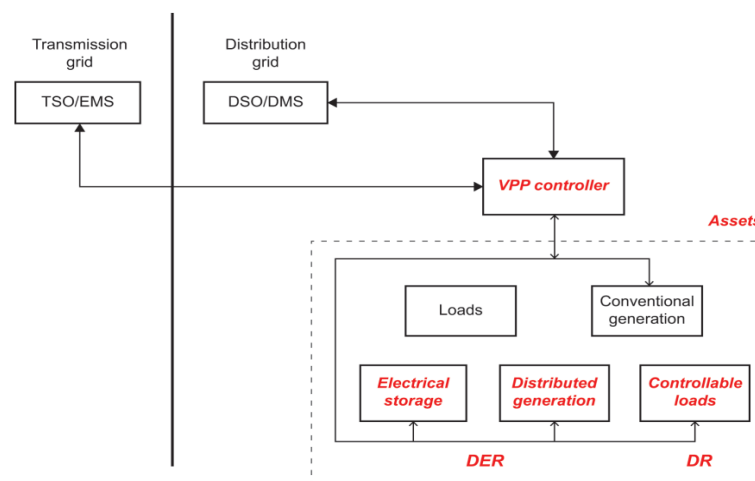 Transmission
grid
Distribution
grid
TSO/EMS
DSO/DMS
VPP controller
Assets
Loads
Conventional
generation
Electrical
storage
Distributed
generation
Controllable
loads
DER
DR